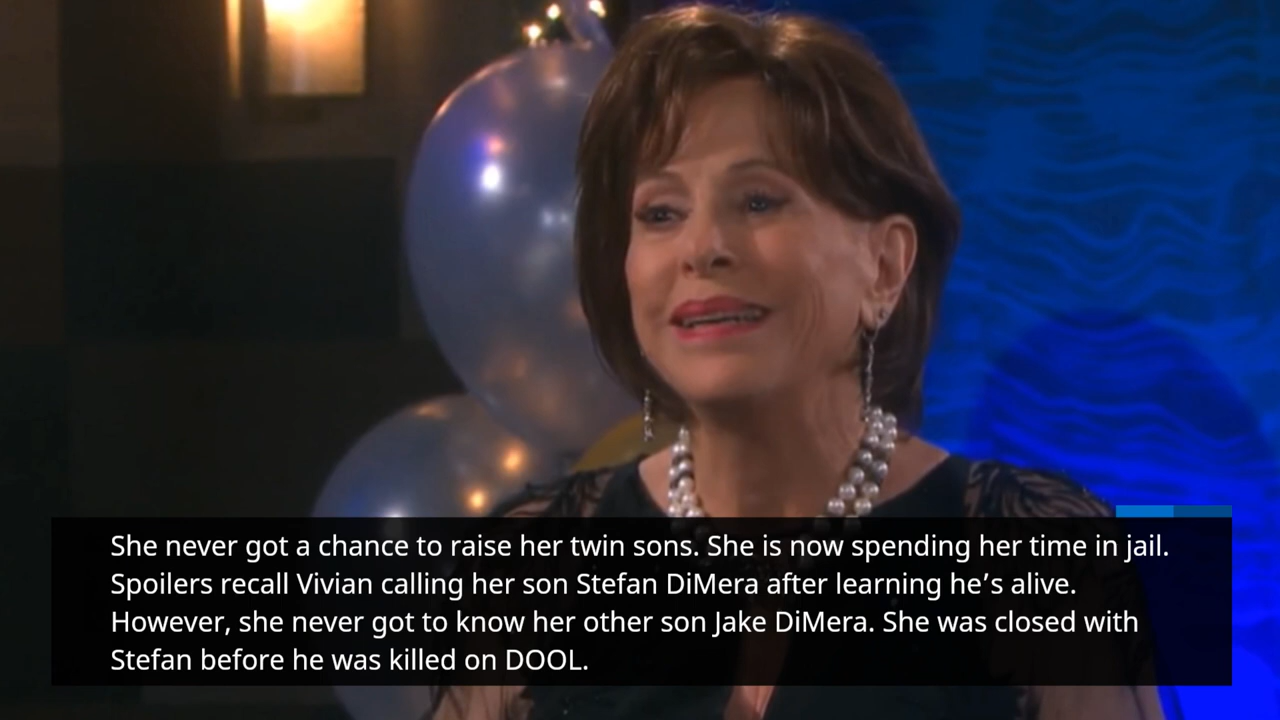 She never got a chance to raise her twin sons. She is now spending her time in jail.
Spoilers recall Vivian calling her son Stefan DiMera after learning he’s alive.
However, she never got to know her other son Jake DiMera. She was closed with
Stefan before he was killed on DOOL.